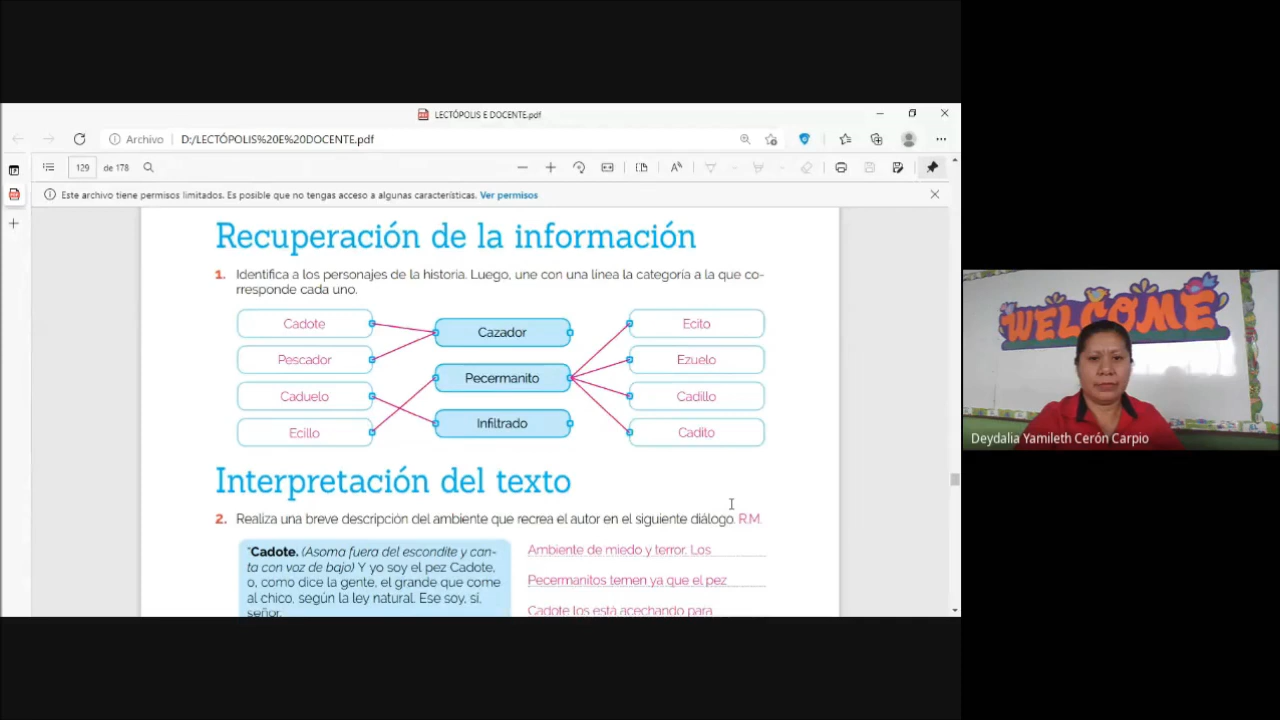 LECTÓPOLIS E DOCENTE.pdf
Archivo D:/LECTÓPOLIS%20E%20DOCENTE.pdf
129 de 178
Este archivo tiene permisos limitados. Es posible que no tengas acceso a algunas características. Ver permisos
Recuperación de la información
1. Identifica a los personajes de la historia. Luego, une con una línea la categoría a la que co-
rresponde cada uno.
Cadote
Pescador
Caduelo
Ecillo
Cazador
Pecermanito
Infiltrado
Ecito
Ezuelo
Cadillo
Cadito
Interpretación del texto
2. Realiza una breve descripción del ambiente que recrea el autor en el siguiente diálogo. R.M.
"Cadote. (Asoma fuera del escondite y can-
ta con voz de bajo) Y yo soy el pez Cadote,
o, como dice la gente, el grande que come
al chico, según la ley natural. Ese soy, sí,
señor.
Ambiente de miedo y terror. Los
Pecermanitos temen ya que el pez
Cadote los está acechando para
WELCOME
Deydalia Yamileth Cerón Carpio